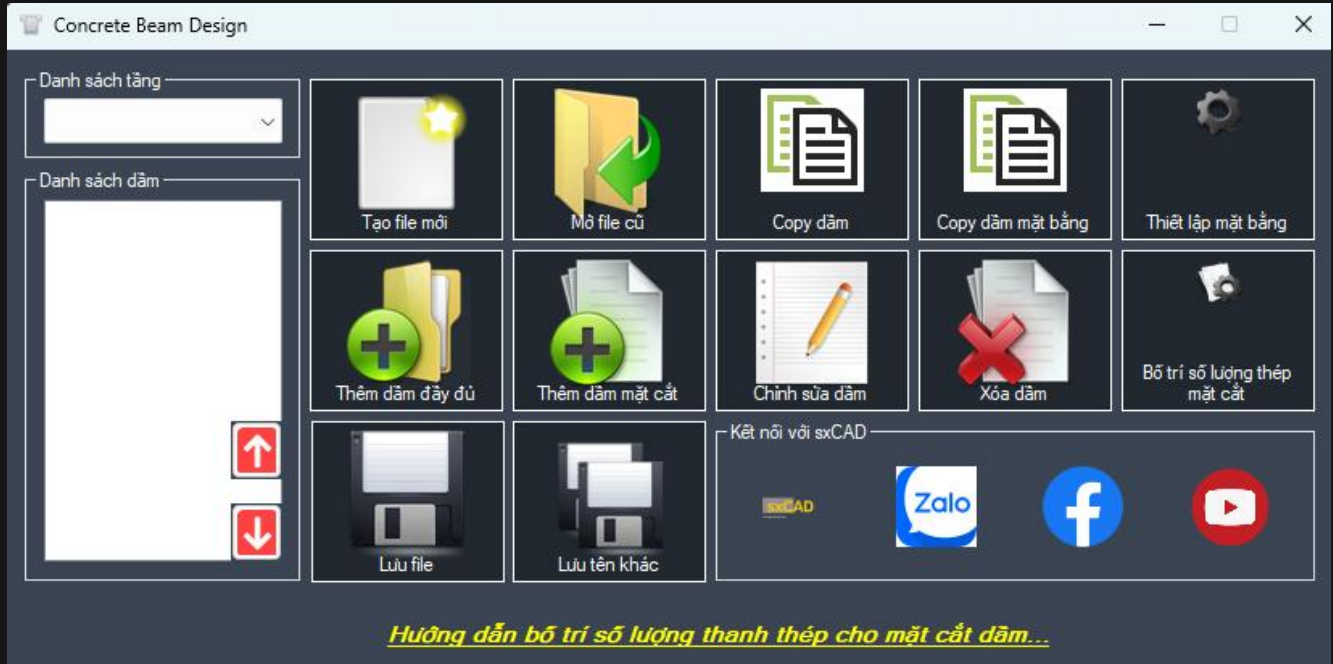 Concrete Beam Design
Danh sách tầng
Danh sách dầm
Tạo file mới
Mở file cũ
Copy dầm
Copy dầm mặt bằng
Thiết lập mặt bằng
Thêm dầm đầy đủ
Thêm dầm mặt cắt
Chỉnh sửa dầm
Xóa dầm
Bố trí số lượng thép
mặt cắt
Lưu file
Lưu tên khác
Kết nối với sxCAD
sxCAD
Zalo
Hướng dẫn bố trí số lượng thanh thép cho mặt cắt dầm...